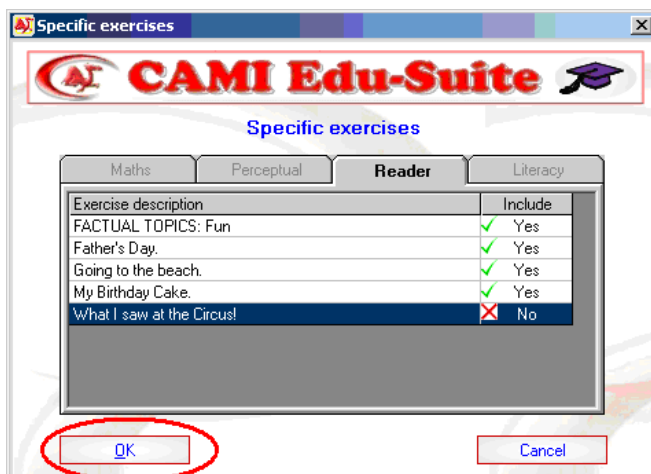 Specific exercises
CAMI Edu-Suite
Specific exercises
Maths Perceptual Reader Literacy
Exercise description Include
FACTUAL TOPICS: Fun Yes
Father's Day. Yes
Going to the beach. Yes
My Birthday Cake. Yes
What I saw at the Circus! No
OK Cancel